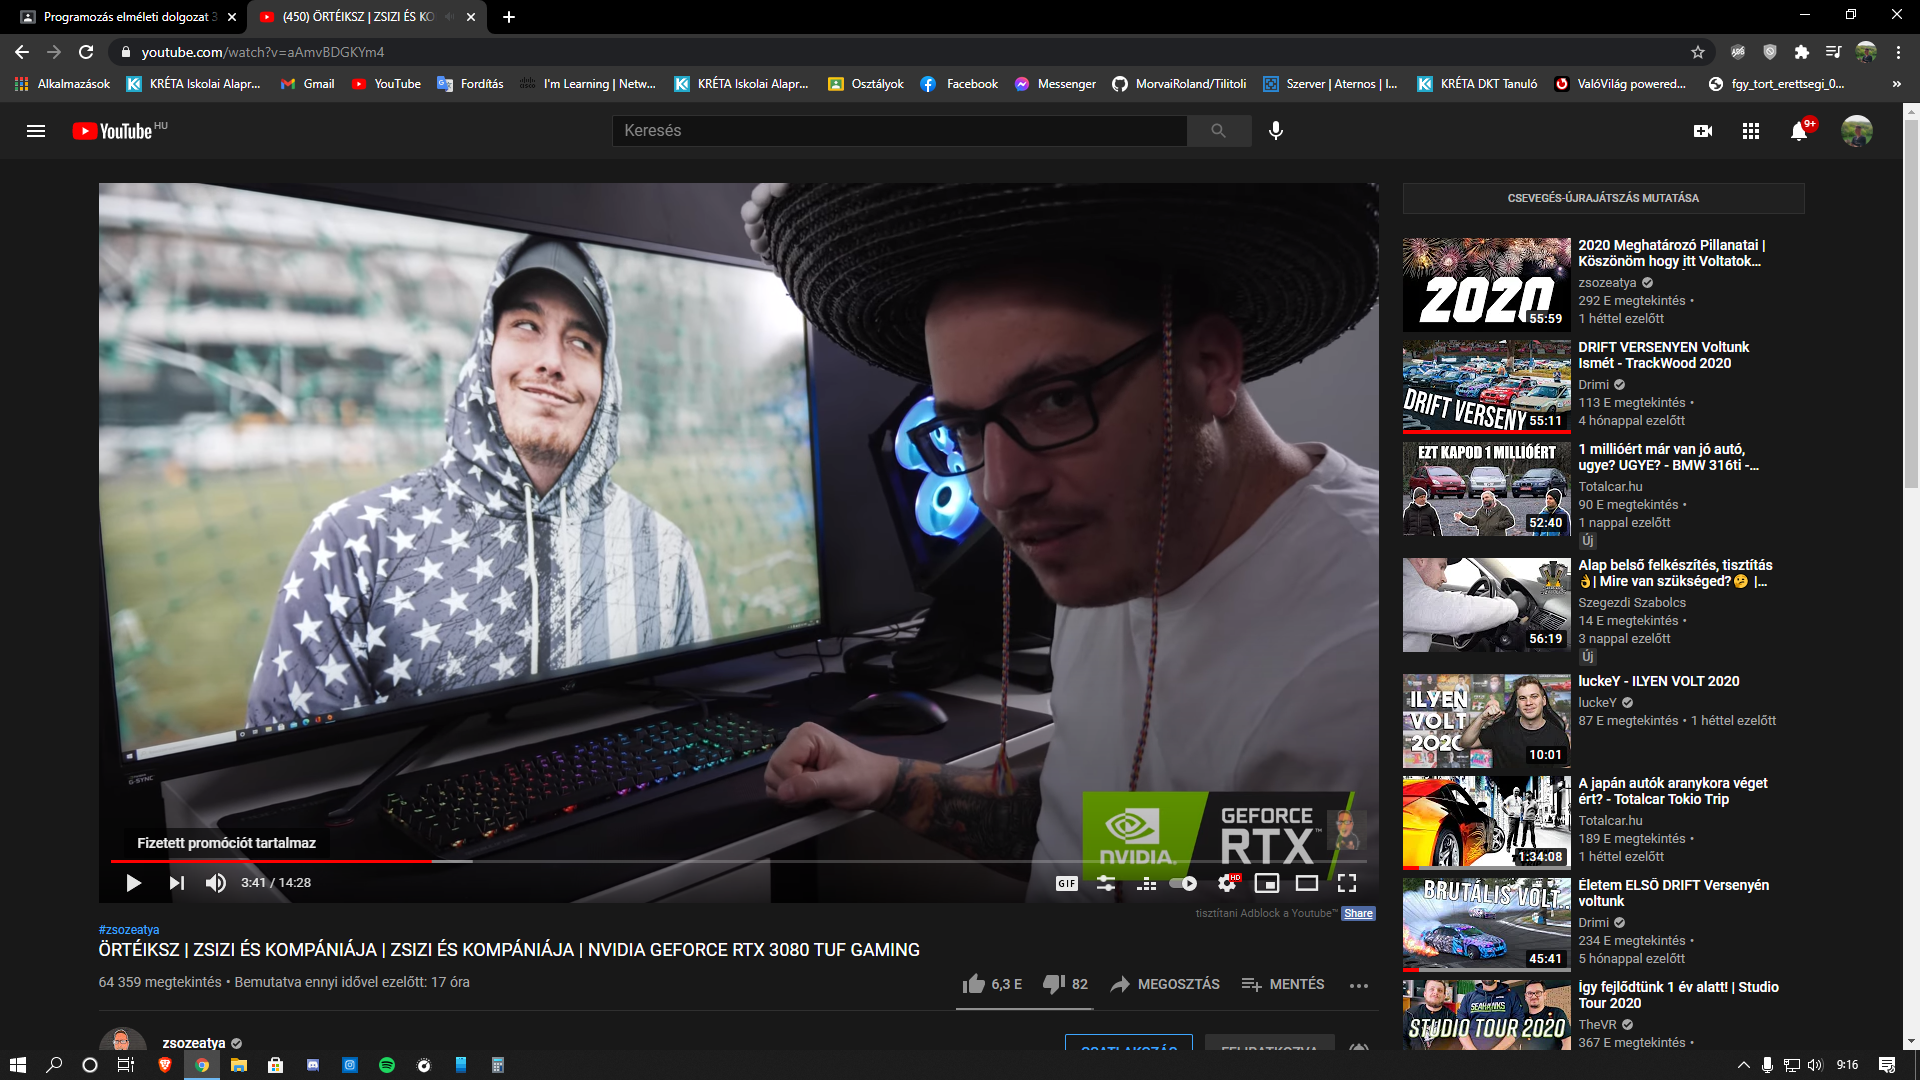 Programozás elméleti dolgozat 3
(450) ÖRTÉIKSZ | ZSIZI ÉS KO
youtube.com/watch?v=aAmvBDGKYm4
Alkalmazások
KRÉTA Iskolai Alapr...
Gmail
YouTube
Fordítás
I'm Learning | Netw...
KRÉTA Iskolai Alapr...
Osztályok
Facebook
Messenger
MorvaiRoland/Tilitoli
Szerver | Aternos | I...
KRÉTA DKT Tanuló
ValóVilág powered...
fgy_tort_erettsegi_0...
»
YouTube HU
Keresés
9+
CSEVEGÉS-ÚJRAJÁTSZÁS MUTATÁSA
G-SYNC
NVIDIA.
GEFORCE
RTX™
Fizetett promóciót tartalmaz
3:41 / 14:28
GIF
HD
tisztítani Adblock a Youtube™ Share
#zsozeatya
ÖRTÉIKSZ | ZSIZI ÉS KOMPÁNIÁJA | ZSIZI ÉS KOMPÁNIÁJA | NVIDIA GEFORCE RTX 3080 TUF GAMING
64 359 megtekintés • Bemutatva ennyi idővel ezelőtt: 17 óra
6,3 E
82
MEGOSZTÁS
MENTÉS
zsozeatya
CSATLAKOZÁS
FELIRATKOZVA
2020
55:59
2020 Meghatározó Pillanatai |
Köszönöm hogy itt Voltatok...
zsozeatya
292 E megtekintés •
1 héttel ezelőtt
DRIFT VERSENY
55:11
DRIFT VERSENYEN Voltunk
Ismét - TrackWood 2020
Drimi
113 E megtekintés •
4 hónappal ezelőtt
EZT KAPOD 1 MILLIÓÉRT
52:40
1 millióért már van jó autó,
ugye? UGYE? - BMW 316ti -...
Totalcar.hu
90 E megtekintés •
1 nappal ezelőtt
Új
56:19
Alap belső felkészítés, tisztítás
👌| Mire van szükséged?🤔 |...
Szegezdi Szabolcs
14 E megtekintés •
3 nappal ezelőtt
Új
ILYEN
VOLT
2020
10:01
luckeY - ILYEN VOLT 2020
luckeY
87 E megtekintés • 1 héttel ezelőtt
1:34:08
A japán autók aranykora véget
ért? - Totalcar Tokio Trip
Totalcar.hu
189 E megtekintés •
1 héttel ezelőtt
BRUTÁLIS VOLT..
45:41
Életem ELSŐ DRIFT Versenyén
voltunk
Drimi
234 E megtekintés •
5 hónappal ezelőtt
SEAHAWKS
STUDIO TOUR 2020
Így fejlődtünk 1 év alatt! | Studio
Tour 2020
TheVR
367 E megtekintés •
9:16